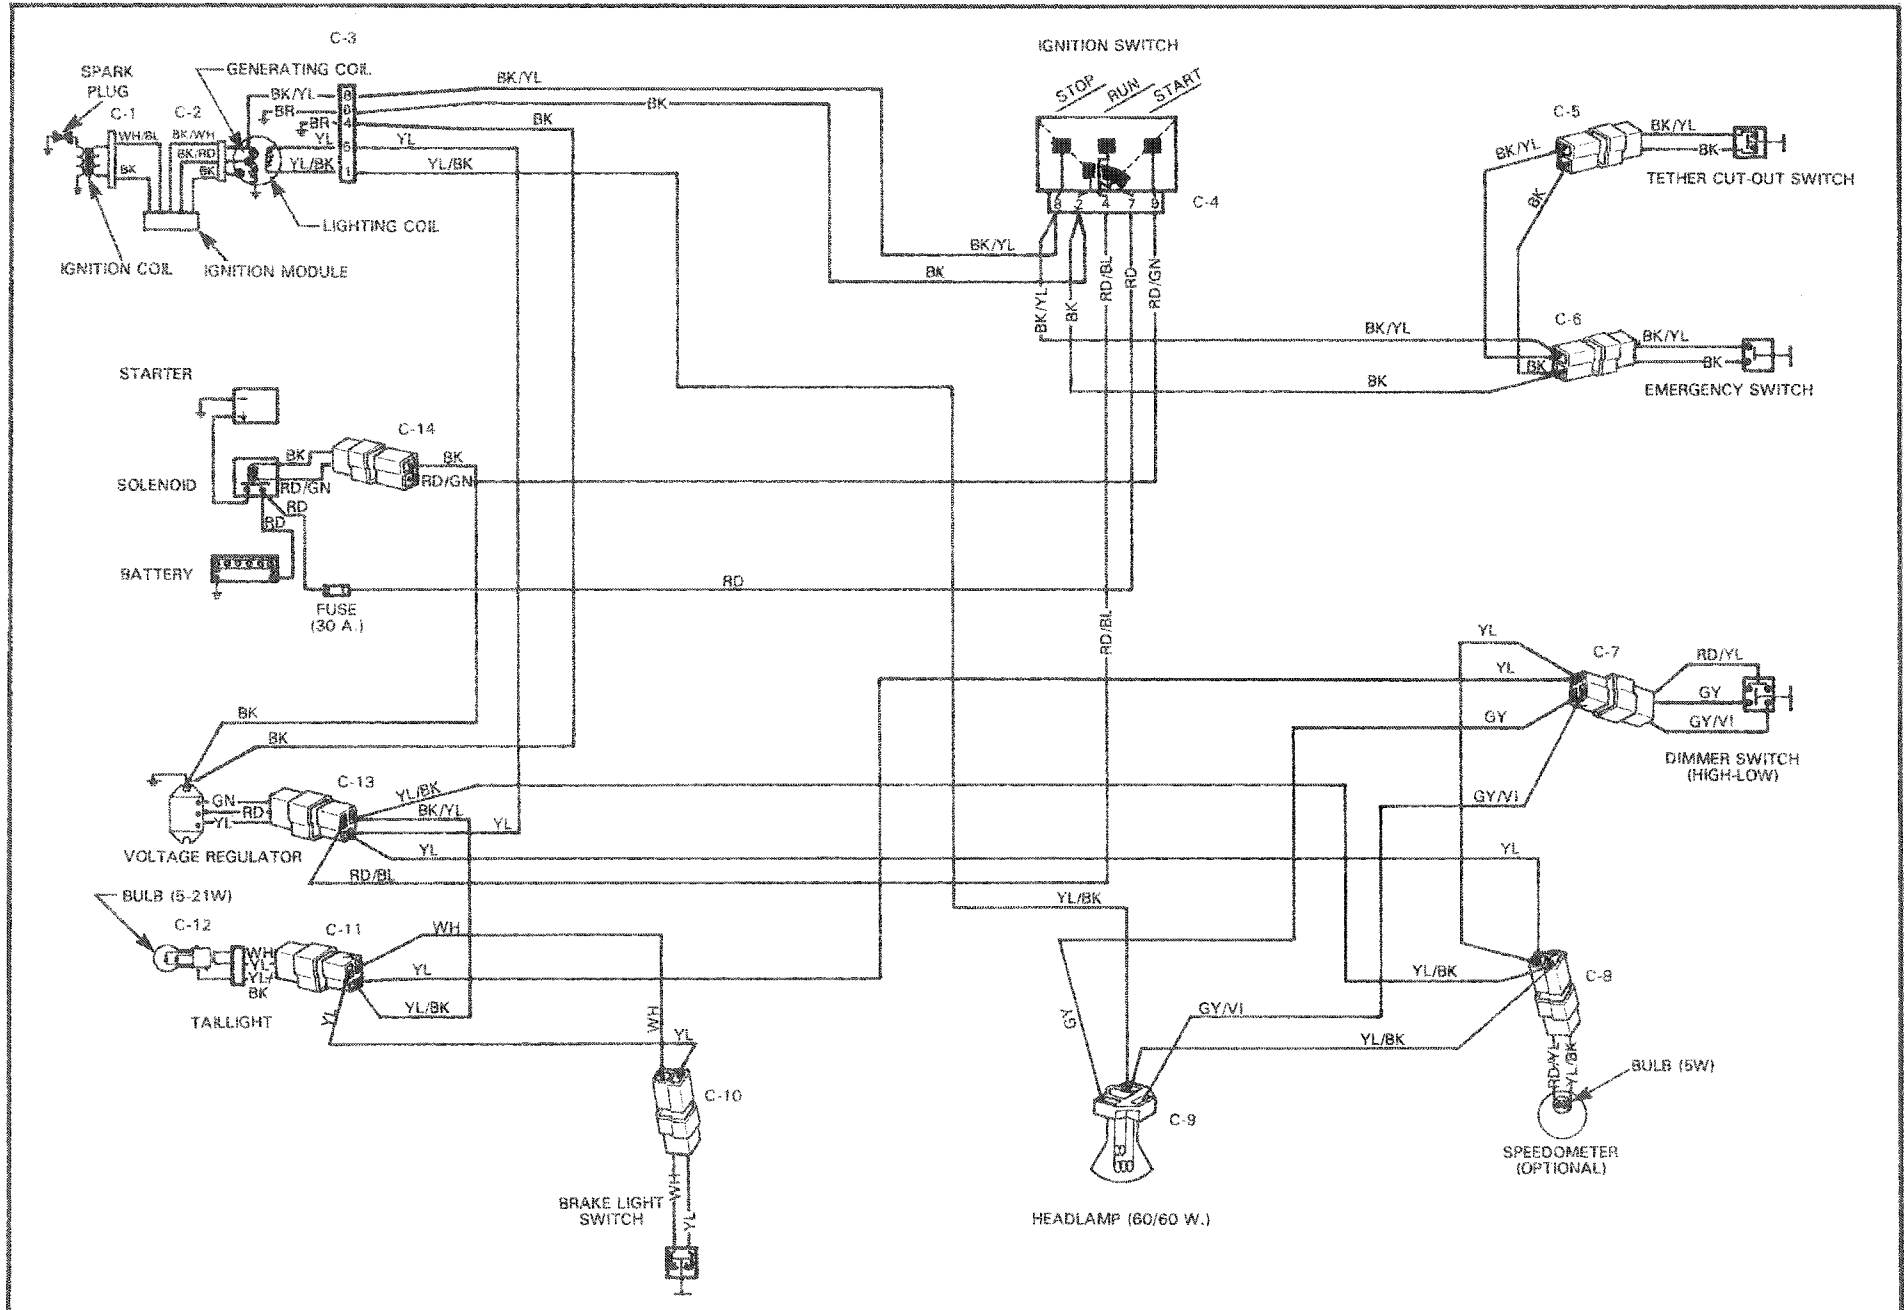 C-3
IGNITION SWITCH
SPARK
PLUG
GENERATING COIL
C-1
C-2
BK/YL
8
BR
6
BR
4
YL
5
YL/BK
1
WH/BL
BK
BK/WH
BK/RD
BK
LIGHTING COIL
IGNITION COIL
IGNITION MODULE
BK/YL
BK
BK
YL
YL/BK
STOP
RUN
START
8
2
4
7
9
C-4
BK/YL
BK
BK/YL
BK
RD/BL
RD
RD/GN
C-5
BK/YL
BK/YL
BK
BK
TETHER CUT-OUT SWITCH
C-6
BK/YL
BK/YL
BK
BK
BK
EMERGENCY SWITCH
STARTER
C-14
BK
BK
SOLENOID
RD/GN
RD/GN
RD
RD
BATTERY
RD
FUSE
(30 A.)
RD/BL
YL
C-7
YL
RD/YL
GY
GY
GY/VI
DIMMER SWITCH
(HIGH-LOW)
BK
BK
C-13
YL/BK
BK/YL
GN
RD
YL
YL
GY/VI
VOLTAGE REGULATOR
YL
YL
RD/BL
YL/BK
BULB (5-21W)
C-12
C-11
WH
WH
YL
YL/
BK
YL
YL/BK
YL
TAILLIGHT
WH
YL
GY
GY/VI
YL/BK
YL/BK
C-8
RD/YL
YL/BK
BULB (5W)
C-10
C-9
SPEEDOMETER
(OPTIONAL)
WH
YL
BRAKE LIGHT
SWITCH
HEADLAMP (60/60 W.)